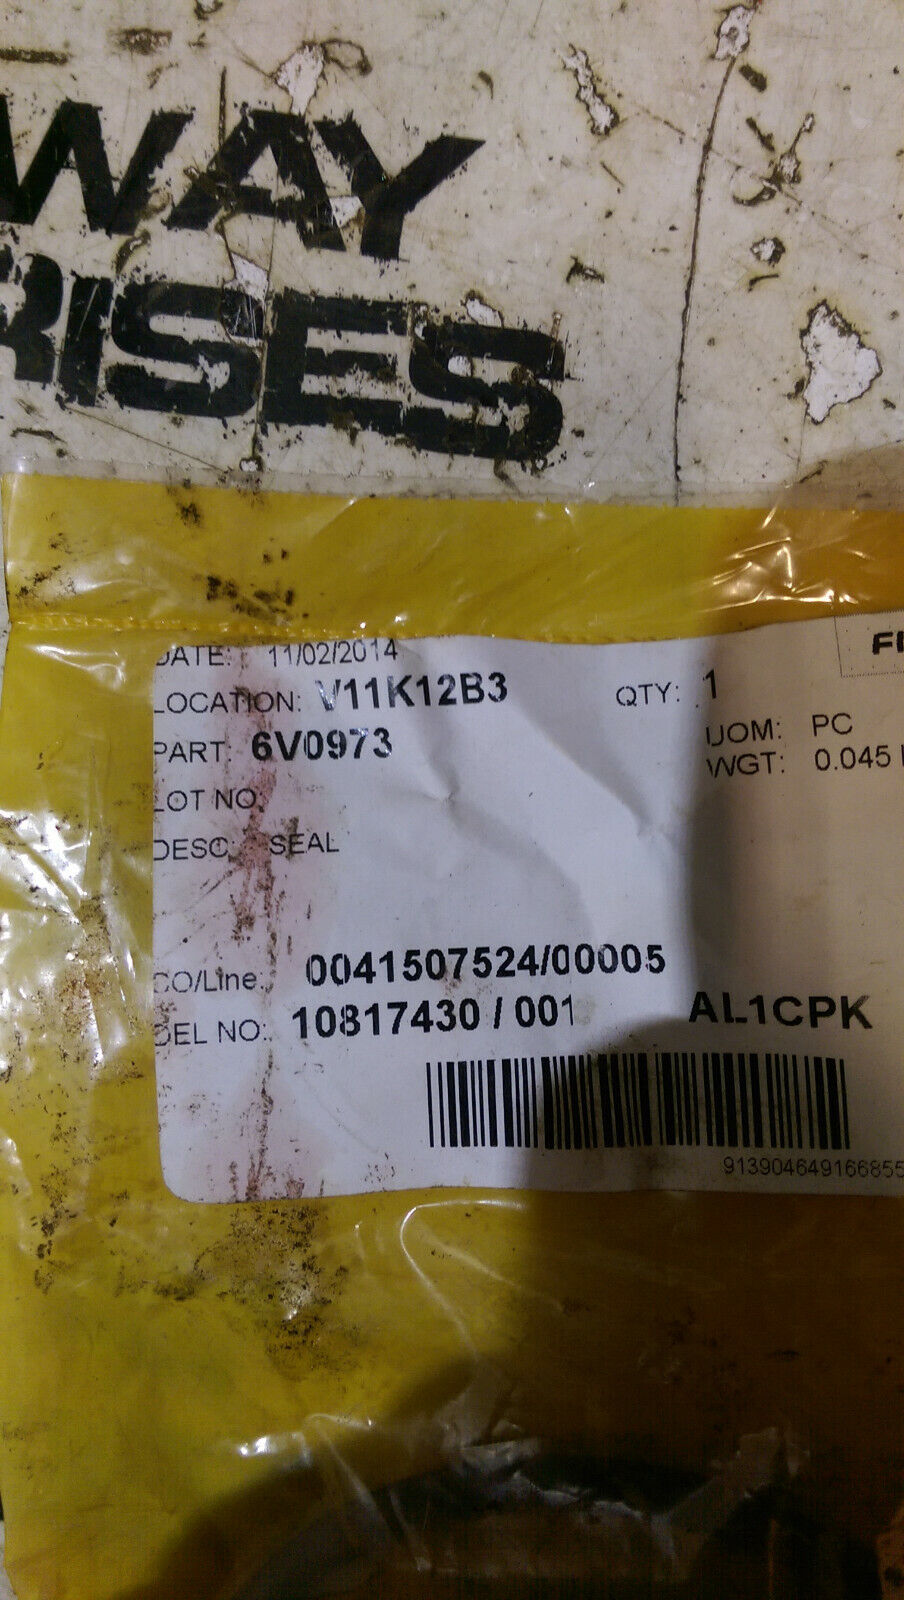 WAY
RISES
DATE: 11/02/2014
LOCATION: V11K12B3 QTY: 1
PART: 6V0973
UOM: PC
WGT: 0.045
LOT NO:
DESC: SEAL
CO/Line: 0041507524/00005
DEL NO: 10817430 / 001 AL1CPK
913904649166855